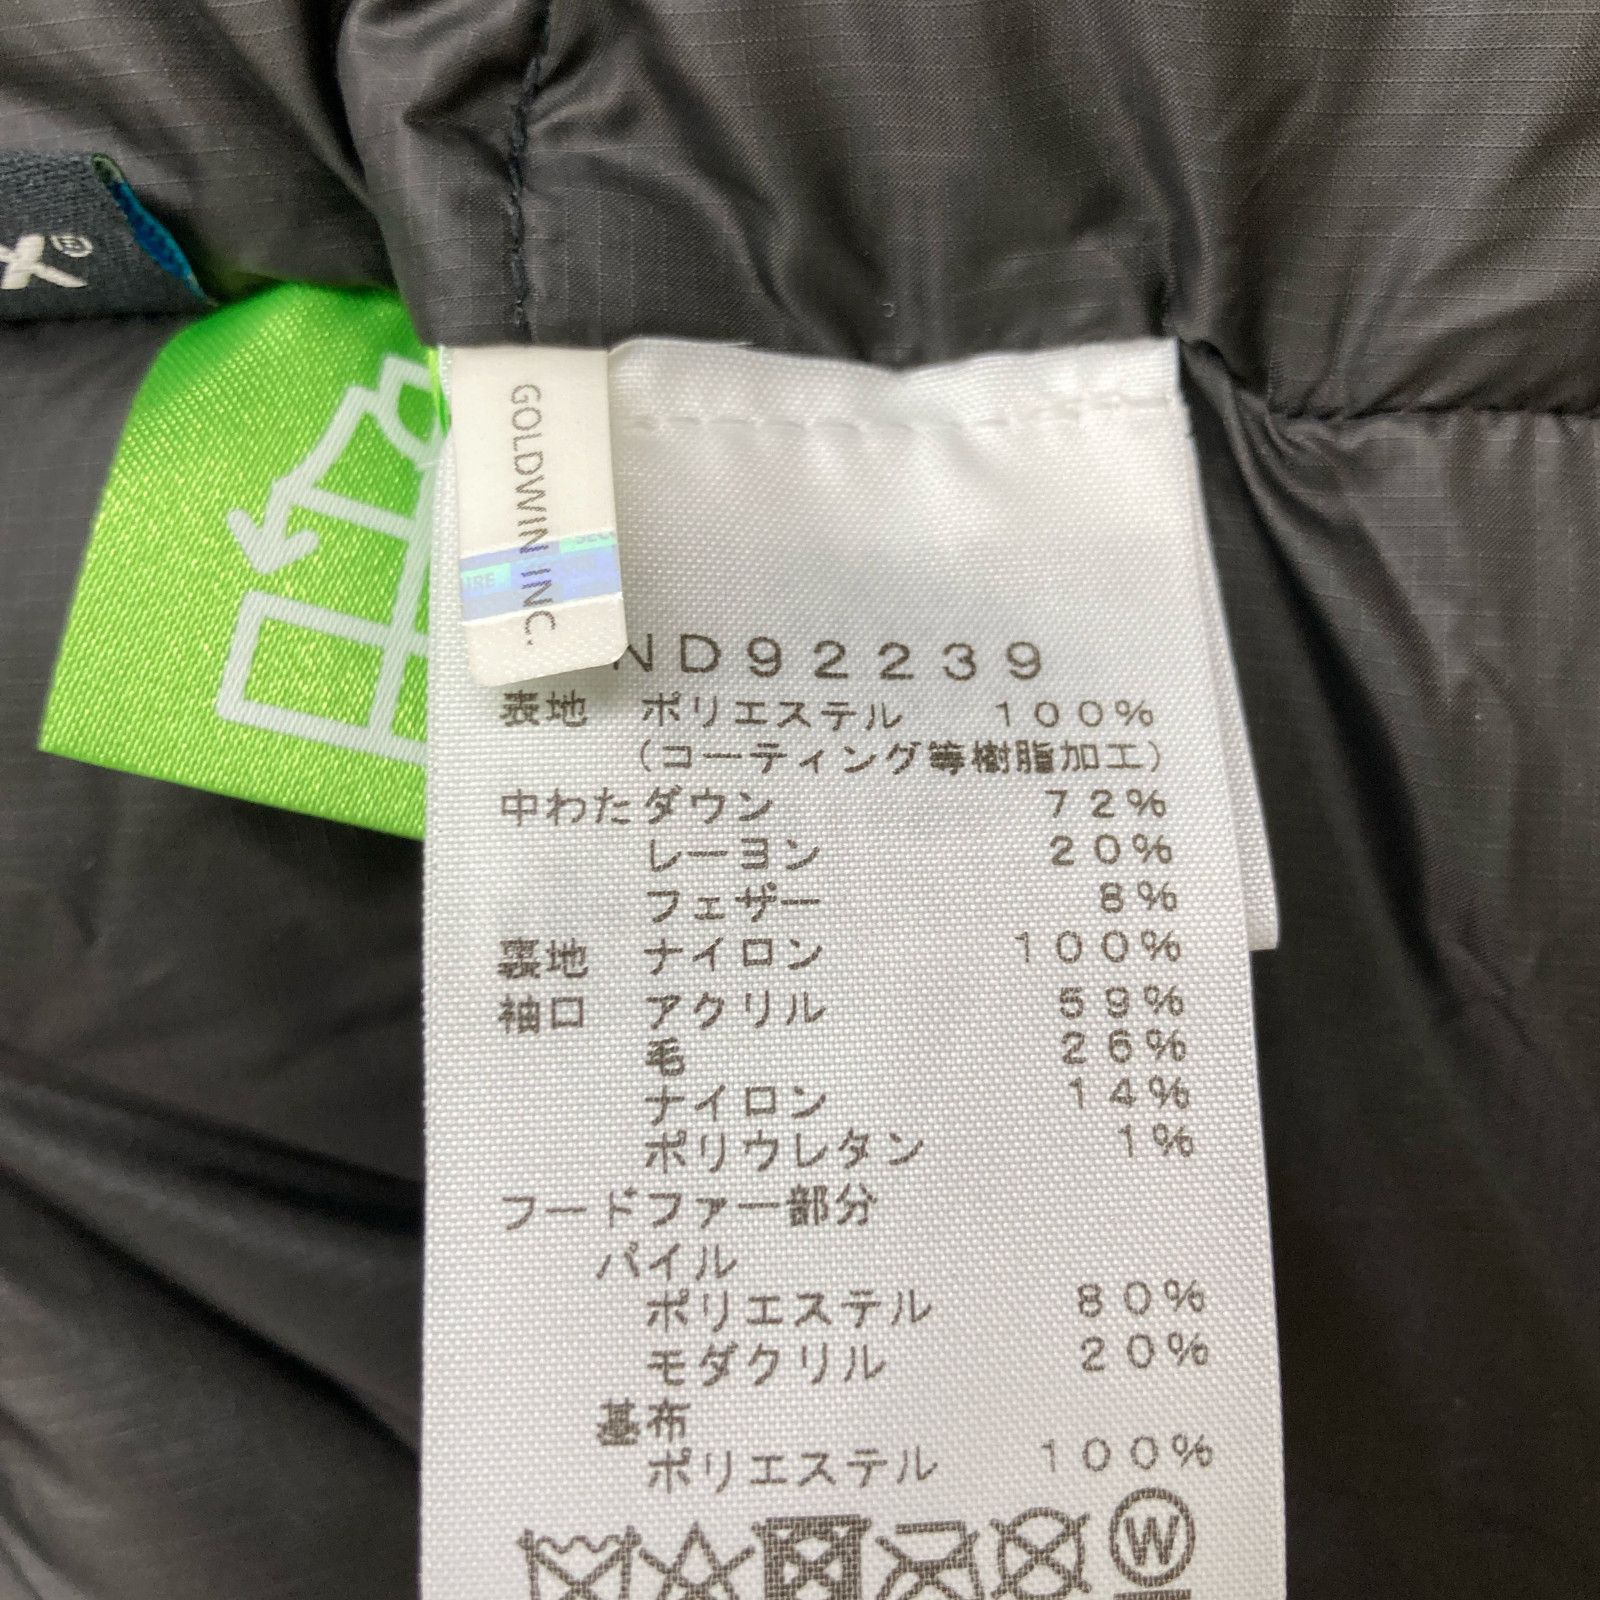 X®
GOLDWIN INC.
ND92239
表地 ポリエステル 100%
(コーティング等樹脂加工)
中わた ダウン 72%
レーヨン 20%
フェザー 8%
裏地 ナイロン 100%
袖口 アクリル 59%
毛 26%
ナイロン 14%
ポリウレタン 1%
フードファー部分
パイル
ポリエステル 80%
モダクリル 20%
基布
ポリエステル 100%
W